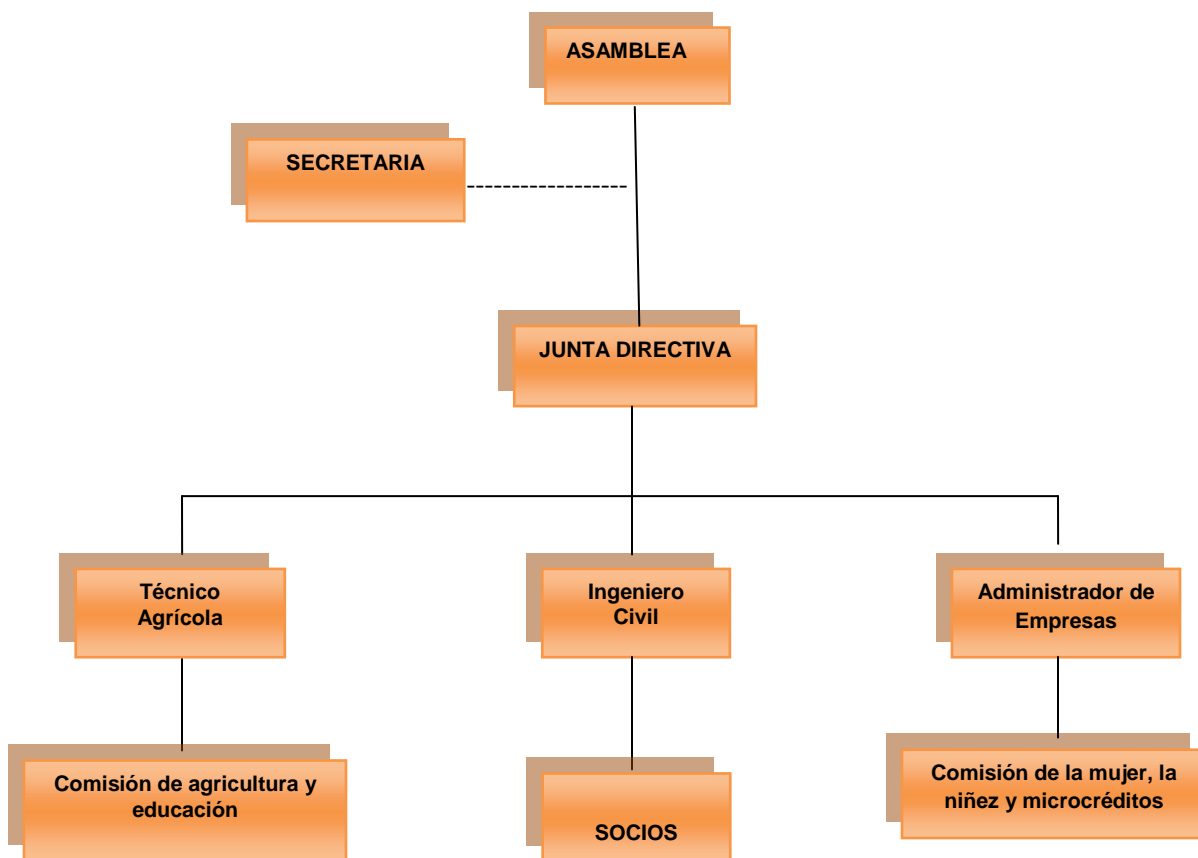 ASAMBLEA
SECRETARIA
JUNTA DIRECTIVA
Técnico
Agrícola
Ingeniero
Civil
Administrador de
Empresas
Comisión de agricultura y
educación
SOCIOS
Comisión de la mujer, la
niñez y microcréditos